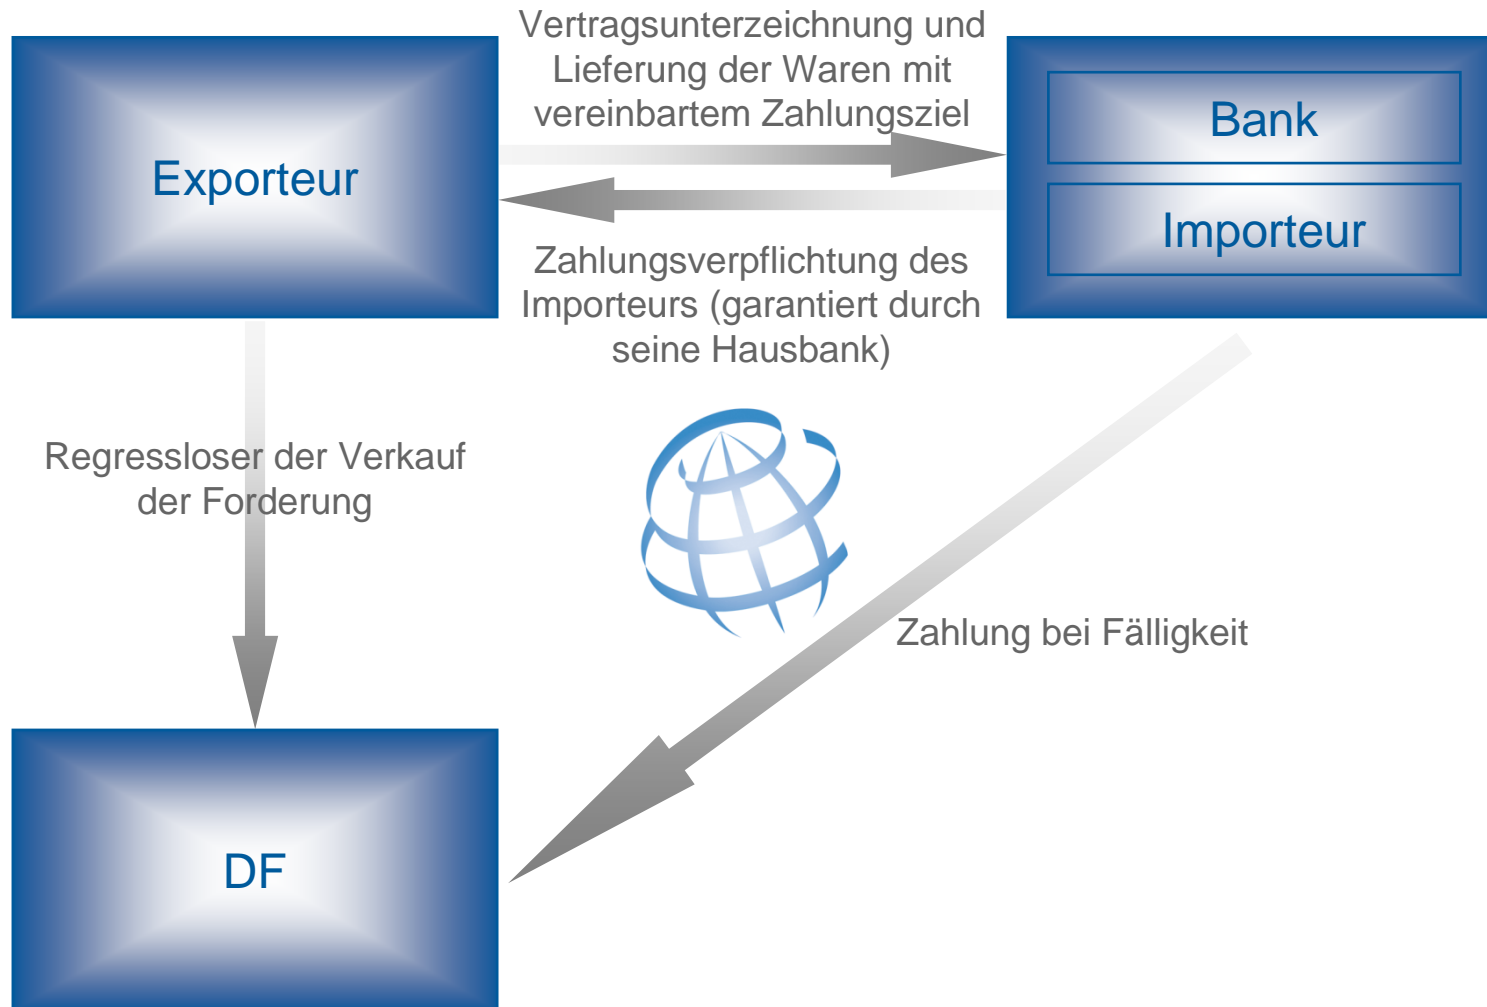 Vertragsunterzeichnung und
Lieferung der Waren mit
vereinbartem Zahlungsziel
Exporteur
Bank
Importeur
Zahlungsverpflichtung des
Importeurs (garantiert durch
seine Hausbank)
Regressloser der Verkauf
der Forderung
Zahlung bei Fälligkeit
DF